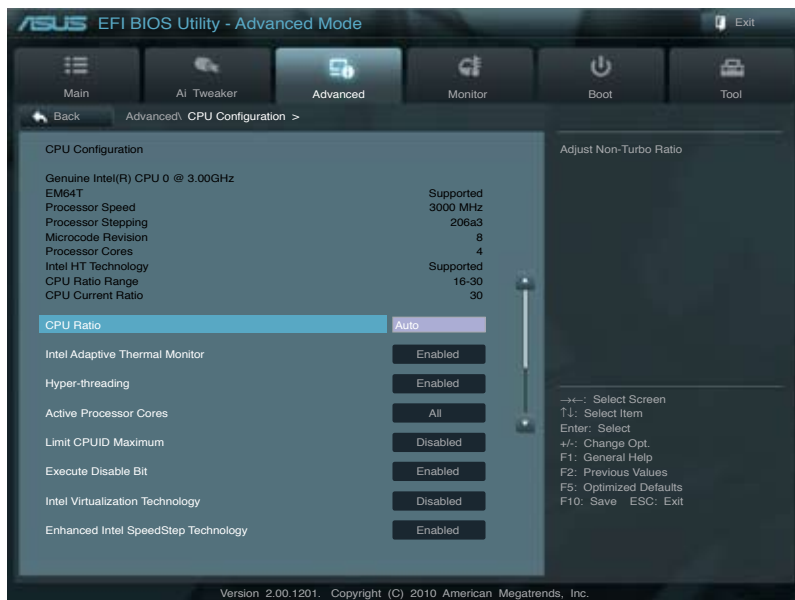 ASUS EFI BIOS Utility - Advanced Mode
Exit
Main
Ai Tweaker
Advanced
Monitor
Boot
Tool
Back
Advanced\ CPU Configuration >
CPU Configuration
Adjust Non-Turbo Ratio
Genuine Intel(R) CPU 0 @ 3.00GHz
EM64T Supported
Processor Speed 3000 MHz
Processor Stepping 206a3
Microcode Revision 8
Processor Cores 4
Intel HT Technology Supported
CPU Ratio Range 16-30
CPU Current Ratio 30
CPU Ratio Auto
Intel Adaptive Thermal Monitor Enabled
Hyper-threading Enabled
Active Processor Cores All
Limit CPUID Maximum Disabled
Execute Disable Bit Enabled
Intel Virtualization Technology Disabled
Enhanced Intel SpeedStep Technology Enabled
→←: Select Screen
↑↓: Select Item
Enter: Select
+/-: Change Opt.
F1: General Help
F2: Previous Values
F5: Optimized Defaults
F10: Save ESC: Exit
Version 2.00.1201. Copyright (C) 2010 American Megatrends, Inc.